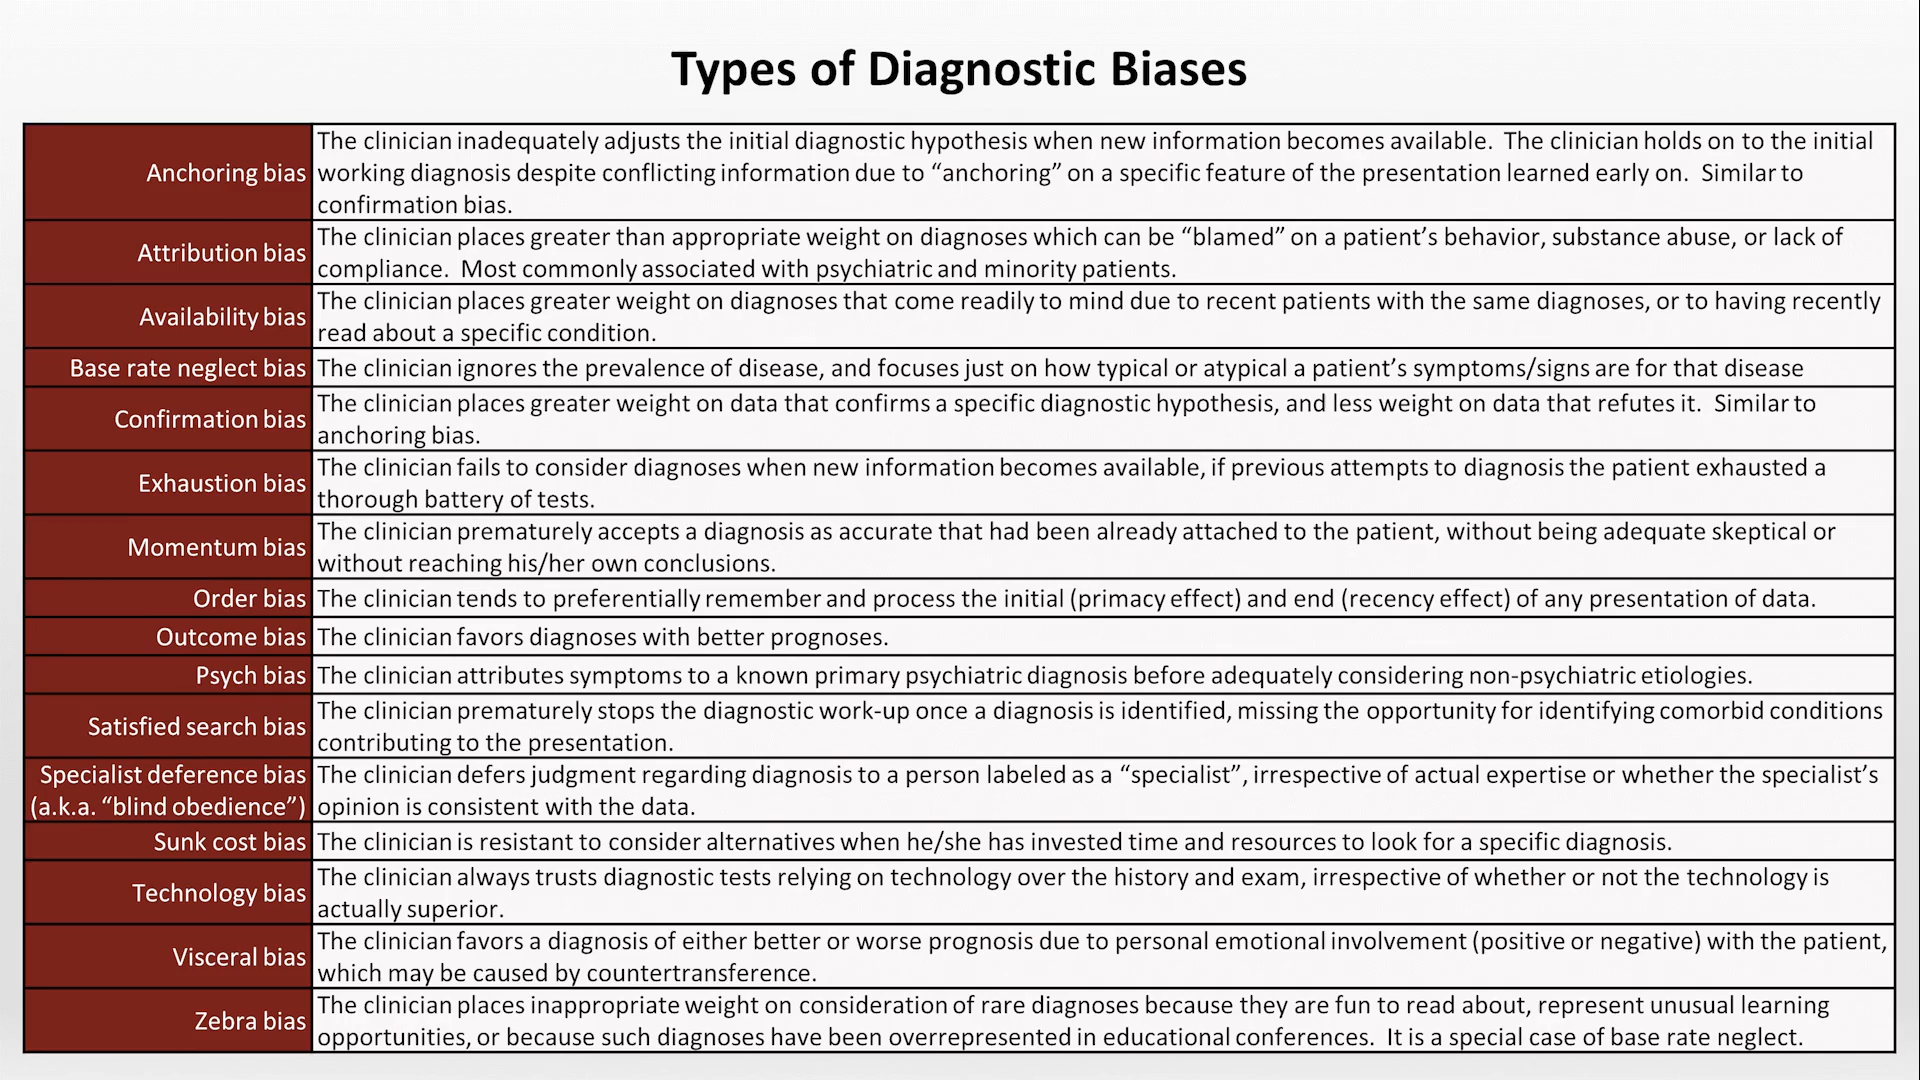 Types of Diagnostic Biases
Anchoring bias
The clinician inadequately adjusts the initial diagnostic hypothesis when new information becomes available. The clinician holds on to the initial
working diagnosis despite conflicting information due to “anchoring” on a specific feature of the presentation learned early on. Similar to
confirmation bias.
Attribution bias
The clinician places greater than appropriate weight on diagnoses which can be “blamed” on a patient’s behavior, substance abuse, or lack of
compliance. Most commonly associated with psychiatric and minority patients.
Availability bias
The clinician places greater weight on diagnoses that come readily to mind due to recent patients with the same diagnoses, or to having recently
read about a specific condition.
Base rate neglect bias
The clinician ignores the prevalence of disease, and focuses just on how typical or atypical a patient’s symptoms/signs are for that disease
Confirmation bias
The clinician places greater weight on data that confirms a specific diagnostic hypothesis, and less weight on data that refutes it. Similar to
anchoring bias.
Exhaustion bias
The clinician fails to consider diagnoses when new information becomes available, if previous attempts to diagnosis the patient exhausted a
thorough battery of tests.
Momentum bias
The clinician prematurely accepts a diagnosis as accurate that had been already attached to the patient, without being adequate skeptical or
without reaching his/her own conclusions.
Order bias
The clinician tends to preferentially remember and process the initial (primacy effect) and end (recency effect) of any presentation of data.
Outcome bias
The clinician favors diagnoses with better prognoses.
Psych bias
The clinician attributes symptoms to a known primary psychiatric diagnosis before adequately considering non-psychiatric etiologies.
Satisfied search bias
The clinician prematurely stops the diagnostic work-up once a diagnosis is identified, missing the opportunity for identifying comorbid conditions
contributing to the presentation.
Specialist deference bias
(a.k.a. “blind obedience”)
The clinician defers judgment regarding diagnosis to a person labeled as a “specialist”, irrespective of actual expertise or whether the specialist’s
opinion is consistent with the data.
Sunk cost bias
The clinician is resistant to consider alternatives when he/she has invested time and resources to look for a specific diagnosis.
Technology bias
The clinician always trusts diagnostic tests relying on technology over the history and exam, irrespective of whether or not the technology is
actually superior.
Visceral bias
The clinician favors a diagnosis of either better or worse prognosis due to personal emotional involvement (positive or negative) with the patient,
which may be caused by countertransference.
Zebra bias
The clinician places inappropriate weight on consideration of rare diagnoses because they are fun to read about, represent unusual learning
opportunities, or because such diagnoses have been overrepresented in educational conferences. It is a special case of base rate neglect.